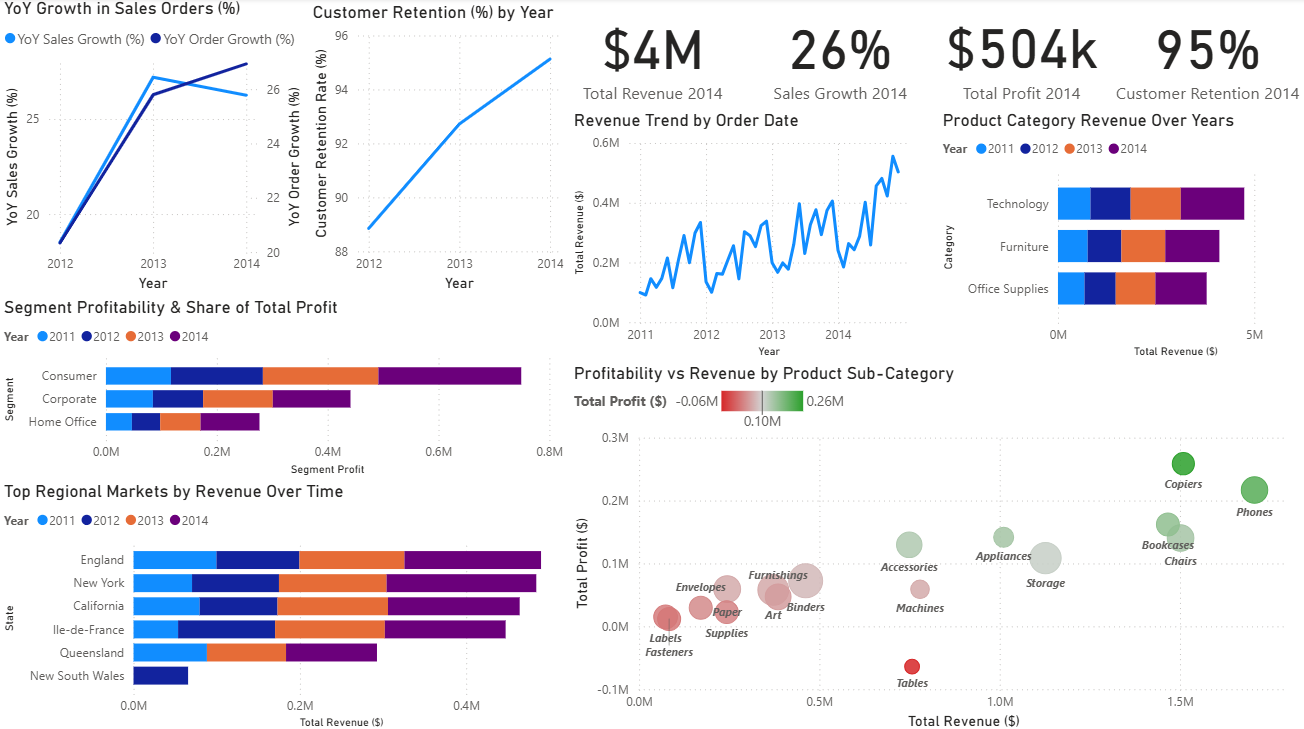 YoY Growth in Sales Orders (%)
YoY Sales Growth (%) YoY Order Growth (%)
YoY Sales Growth (%)
25
20
26
24
22
20
YoY Order Growth (%)
2012 2013 2014
Year
Customer Retention (%) by Year
Customer Retention Rate (%)
96
94
92
90
88
2012 2013 2014
Year
$4M
Total Revenue 2014
26%
Sales Growth 2014
$504k
Total Profit 2014
95%
Customer Retention 2014
Revenue Trend by Order Date
Total Revenue ($)
0.6M
0.4M
0.2M
0.0M
2011 2012 2013 2014
Year
Product Category Revenue Over Years
Year 2011 2012 2013 2014
Category
Technology
Furniture
Office Supplies
0M 5M
Total Revenue ($)
Segment Profitability & Share of Total Profit
Year 2011 2012 2013 2014
Segment
Consumer
Corporate
Home Office
0.0M 0.2M 0.4M 0.6M 0.8M
Segment Profit
Top Regional Markets by Revenue Over Time
Year 2011 2012 2013 2014
State
England
New York
California
Ile-de-France
Queensland
New South Wales
0.0M 0.2M 0.4M
Total Revenue ($)
Profitability vs Revenue by Product Sub-Category
Total Profit ($) -0.06M 0.26M
0.10M
Total Profit ($)
0.3M
0.2M
0.1M
0.0M
-0.1M
Copiers
Phones
Bookcases
Chairs
Accessories
Appliances
Storage
Furnishings
Envelopes
Machines
Binders
Paper
Art
Supplies
Labels
Fasteners
Tables
0.0M 0.5M 1.0M 1.5M
Total Revenue ($)